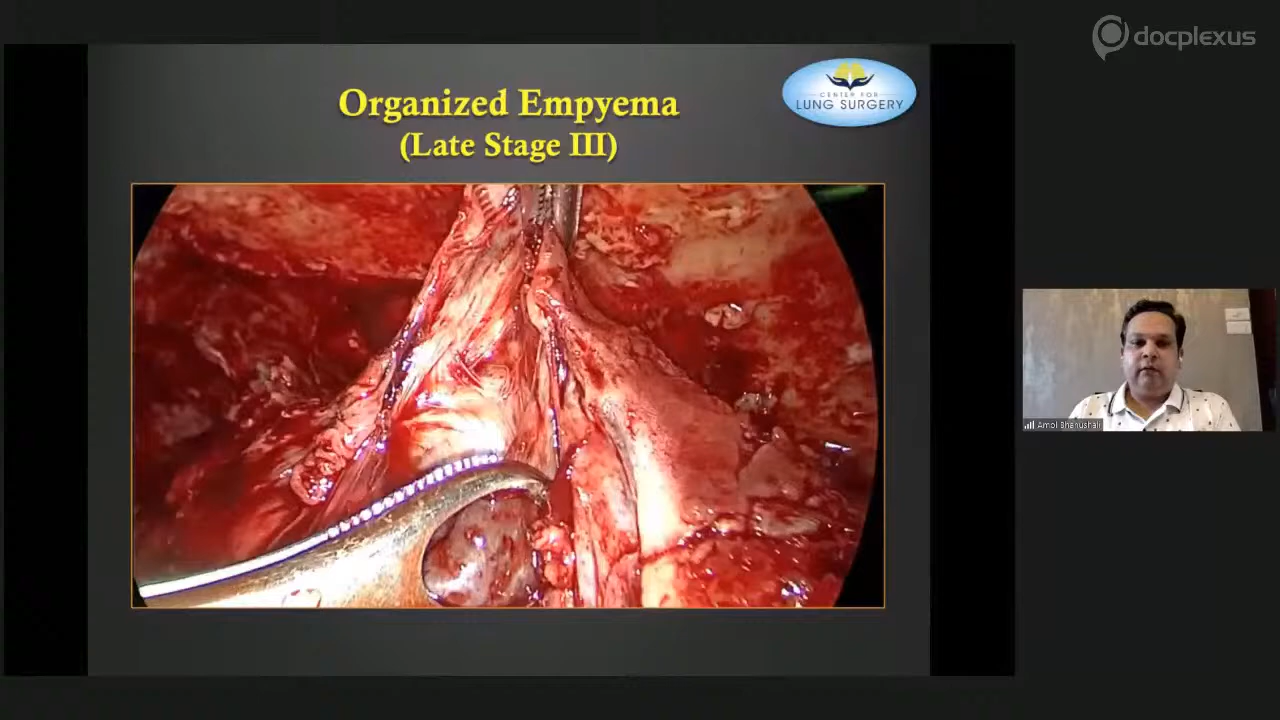 docplexus
Organized Empyema
(Late Stage III)
CENTER FOR
LUNG SURGERY
Amol Bhanushali